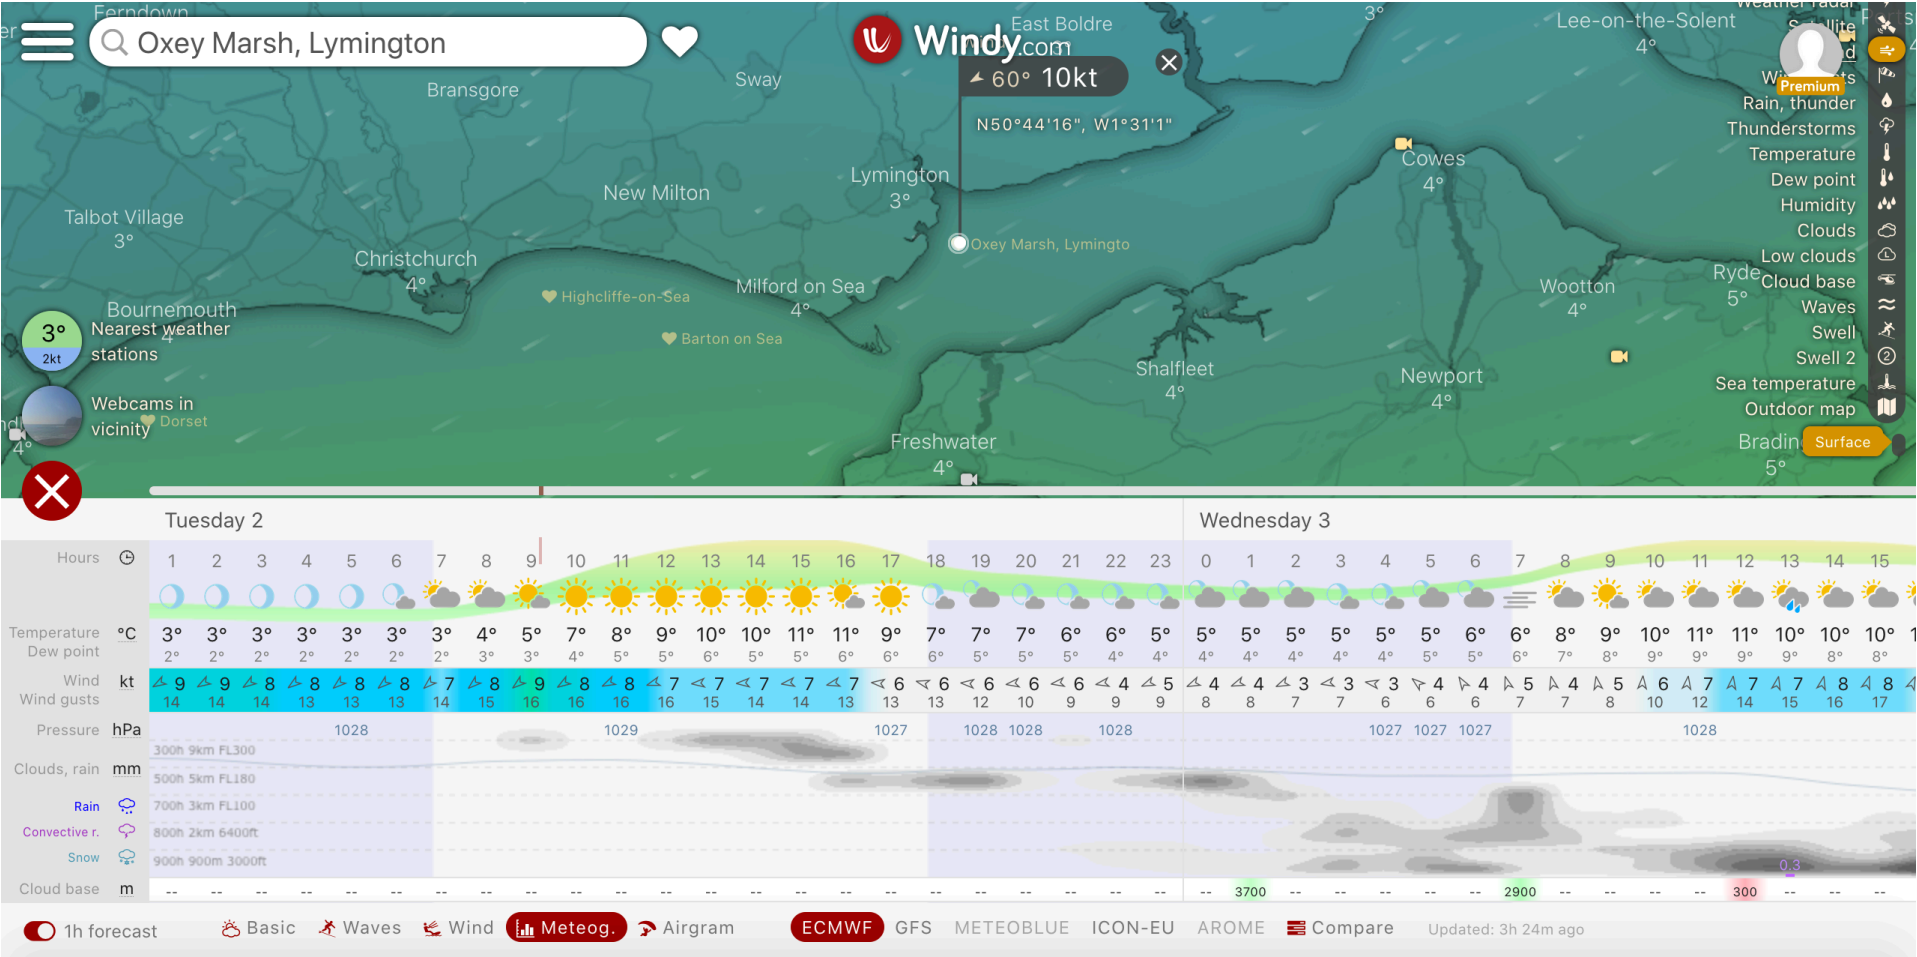 Ferndown
Oxey Marsh, Lymington
Windy.com
East Boldre
3°
Lee-on-the-Solent
4°
Weather radar
Satellite
Premium
Rain, thunder
Thunderstorms
Temperature
Dew point
Humidity
Clouds
Low clouds
Cloud base
Waves
Swell
Swell 2
Sea temperature
Outdoor map
Surface
60° 10kt
N50°44'16", W1°31'1"
Bransgore
Sway
Lymington
3°
New Milton
Cowes
4°
Talbot Village
3°
Christchurch
4°
Oxey Marsh, Lymingto
Highcliffe-on-Sea
Milford on Sea
4°
Wootton
4°
Ryde
5°
Bournemouth
4°
3°
2kt
Nearest weather
stations
Barton on Sea
Shalfleet
4°
Newport
4°
Webcams in
vicinity
Dorset
4°
Freshwater
4°
Bradin
5°
Tuesday 2 Wednesday 3
Hours 1 2 3 4 5 6 7 8 9 10 11 12 13 14 15 16 17 18 19 20 21 22 23 0 1 2 3 4 5 6 7 8 9 10 11 12 13 14 15
Temperature °C 3° 3° 3° 3° 3° 3° 3° 4° 5° 7° 8° 9° 10° 10° 11° 11° 9° 7° 7° 7° 6° 6° 5° 5° 5° 5° 5° 5° 5° 6° 6° 8° 9° 10° 11° 11° 10° 10° 10° 1
Dew point 2° 2° 2° 2° 2° 2° 2° 3° 3° 4° 5° 5° 6° 5° 5° 6° 6° 6° 5° 5° 5° 4° 4° 4° 4° 4° 4° 4° 5° 5° 6° 7° 8° 9° 9° 9° 9° 8° 8°
Wind kt 9 9 8 8 8 8 7 8 9 8 8 7 7 7 7 7 6 6 6 6 6 4 5 4 4 3 3 3 4 4 5 4 5 6 7 7 7 8 8
Wind gusts 14 14 14 13 13 13 14 15 16 16 16 16 15 14 14 13 13 13 12 10 9 9 9 8 8 7 7 6 6 6 7 7 8 10 12 14 15 16 17
Pressure hPa 1028 1029 1027 1028 1028 1028 1027 1027 1027 1028
300h 9km FL300
Clouds, rain mm
500h 5km FL180
Rain
700h 3km FL100
Convective r.
800h 2km 6400ft
Snow
900h 900m 3000ft
0.3
Cloud base m -- -- -- -- -- -- -- -- -- -- -- -- -- -- -- -- -- -- -- -- -- -- -- -- 3700 -- -- -- -- -- 2900 -- -- -- -- 300 -- -- --
1h forecast Basic Waves Wind Meteog. Airgram ECMWF GFS METEOBLUE ICON-EU AROME Compare Updated: 3h 24m ago